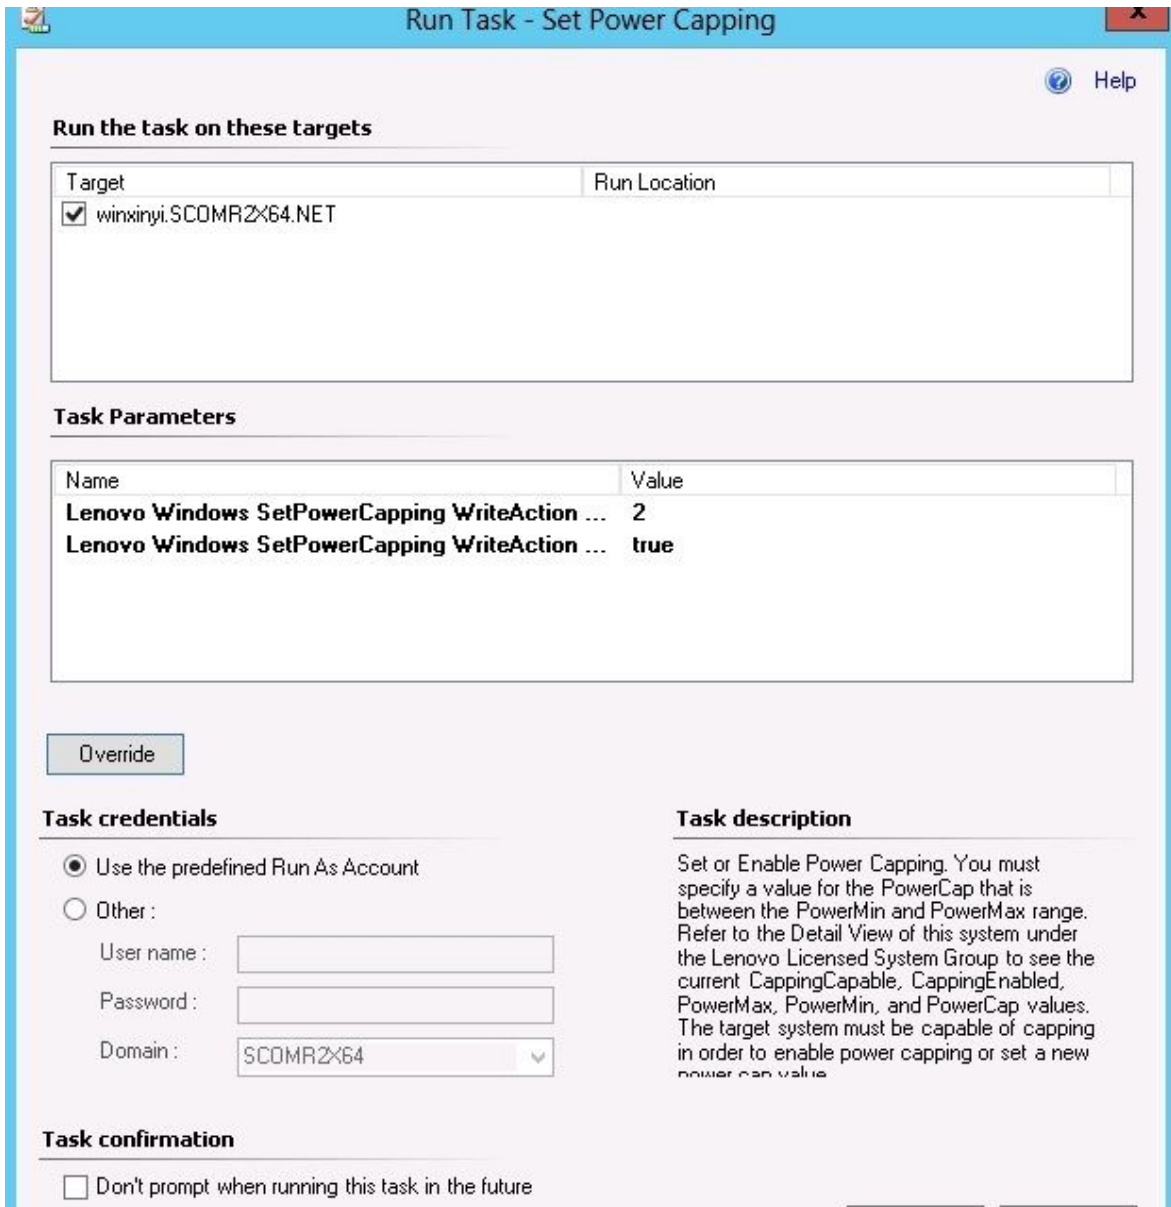 Run Task - Set Power Capping
x
Help
Run the task on these targets
Target Run Location
winxinyi.SCOMR2X64.NET
Task Parameters
Name Value
Lenovo Windows SetPowerCapping WriteAction ... 2
Lenovo Windows SetPowerCapping WriteAction ... true
Override
Task credentials
Use the predefined Run As Account
Other :
User name :
Password :
Domain : SCOMR2X64
Task description
Set or Enable Power Capping. You must
specify a value for the PowerCap that is
between the PowerMin and PowerMax range.
Refer to the Detail View of this system under
the Lenovo Licensed System Group to see the
current CappingCapable, CappingEnabled,
PowerMax, PowerMin, and PowerCap values.
The target system must be capable of capping
in order to enable power capping or set a new
power cap value
Task confirmation
Don't prompt when running this task in the future